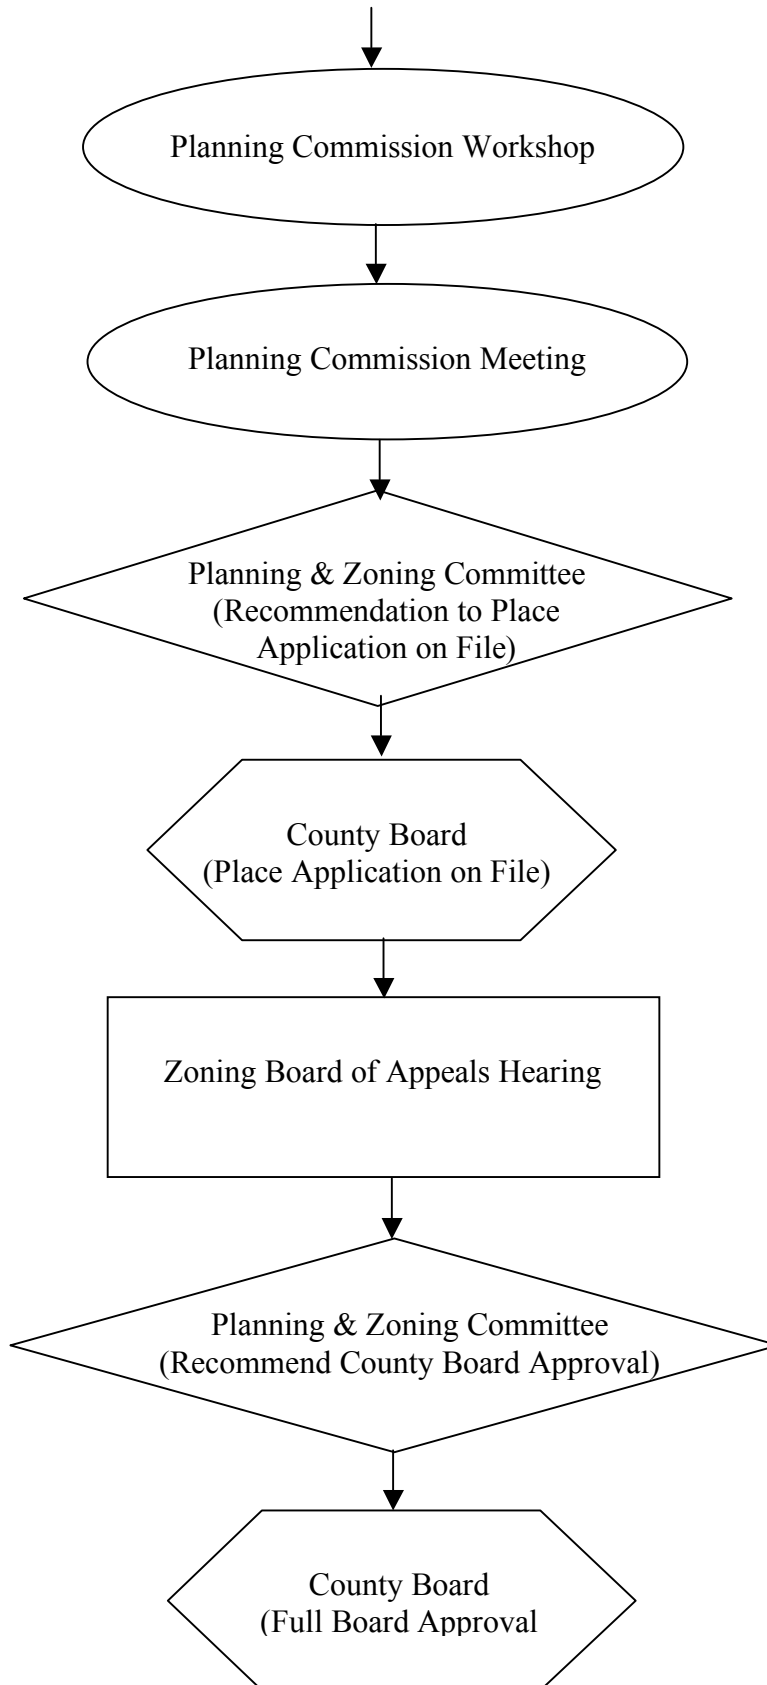 Planning Commission Workshop
Planning Commission Meeting
Planning & Zoning Committee
(Recommendation to Place
Application on File)
County Board
(Place Application on File)
Zoning Board of Appeals Hearing
Planning & Zoning Committee
(Recommend County Board Approval)
County Board
(Full Board Approval